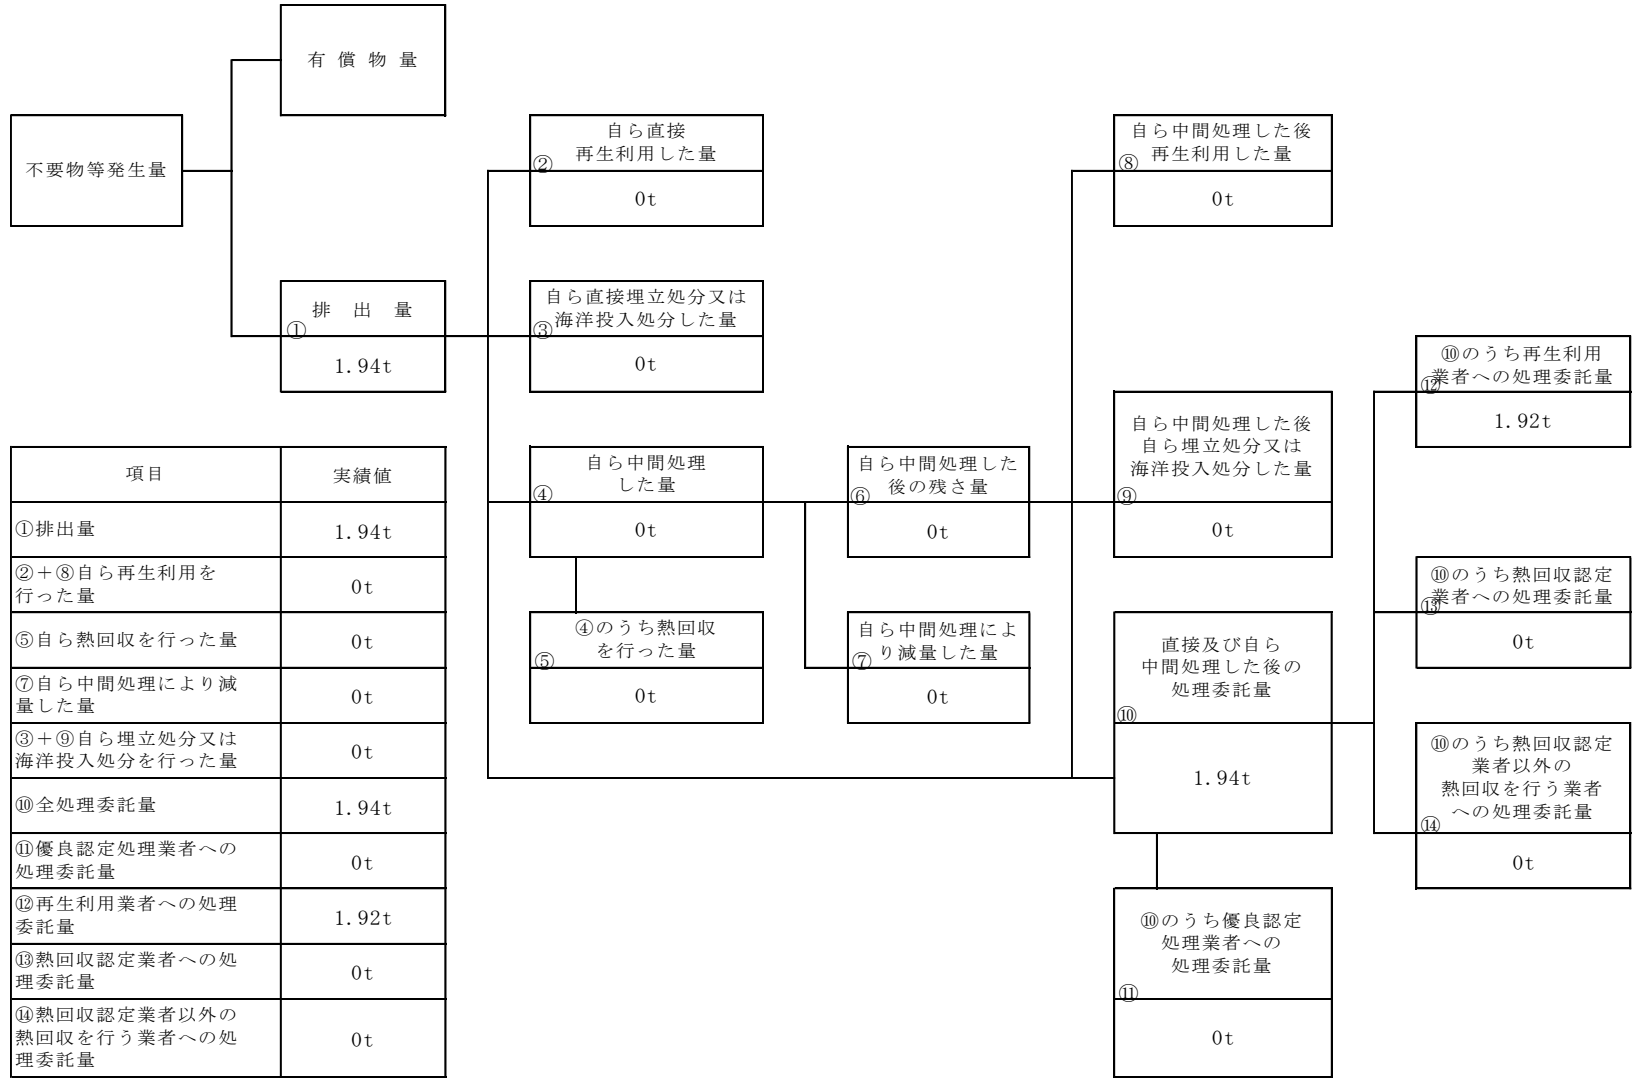 有 償 物 量
不要物等発生量
自ら直接
再生利用した量
②
0t
自ら中間処理した後
再生利用した量
⑧
0t
排 出 量
①
1.94t
自ら直接埋立処分又は
海洋投入処分した量
③
0t
⑩のうち再生利用
業者への処理委託量
⑫
1.92t
自ら中間処理
した量
④
0t
自ら中間処理した
後の残さ量
⑥
0t
自ら中間処理した後
自ら埋立処分又は
海洋投入処分した量
⑨
0t
⑩のうち熱回収認定
業者への処理委託量
⑬
0t
④のうち熱回収
を行った量
⑤
0t
自ら中間処理によ
り減量した量
⑦
0t
直接及び自ら
中間処理した後の
処理委託量
⑩
1.94t
⑩のうち熱回収認定
業者以外の
熱回収を行う業者
への処理委託量
⑭
0t
⑩のうち優良認定
処理業者への
処理委託量
⑪
0t
項目 実績値
①排出量 1.94t
②＋⑧自ら再生利用を
行った量 0t
⑤自ら熱回収を行った量 0t
⑦自ら中間処理により減
量した量 0t
③＋⑨自ら埋立処分又は
海洋投入処分を行った量 0t
⑩全処理委託量 1.94t
⑪優良認定処理業者への
処理委託量 0t
⑫再生利用業者への処理
委託量 1.92t
⑬熱回収認定業者への処
理委託量 0t
⑭熱回収認定業者以外の
熱回収を行う業者への処
理委託量 0t